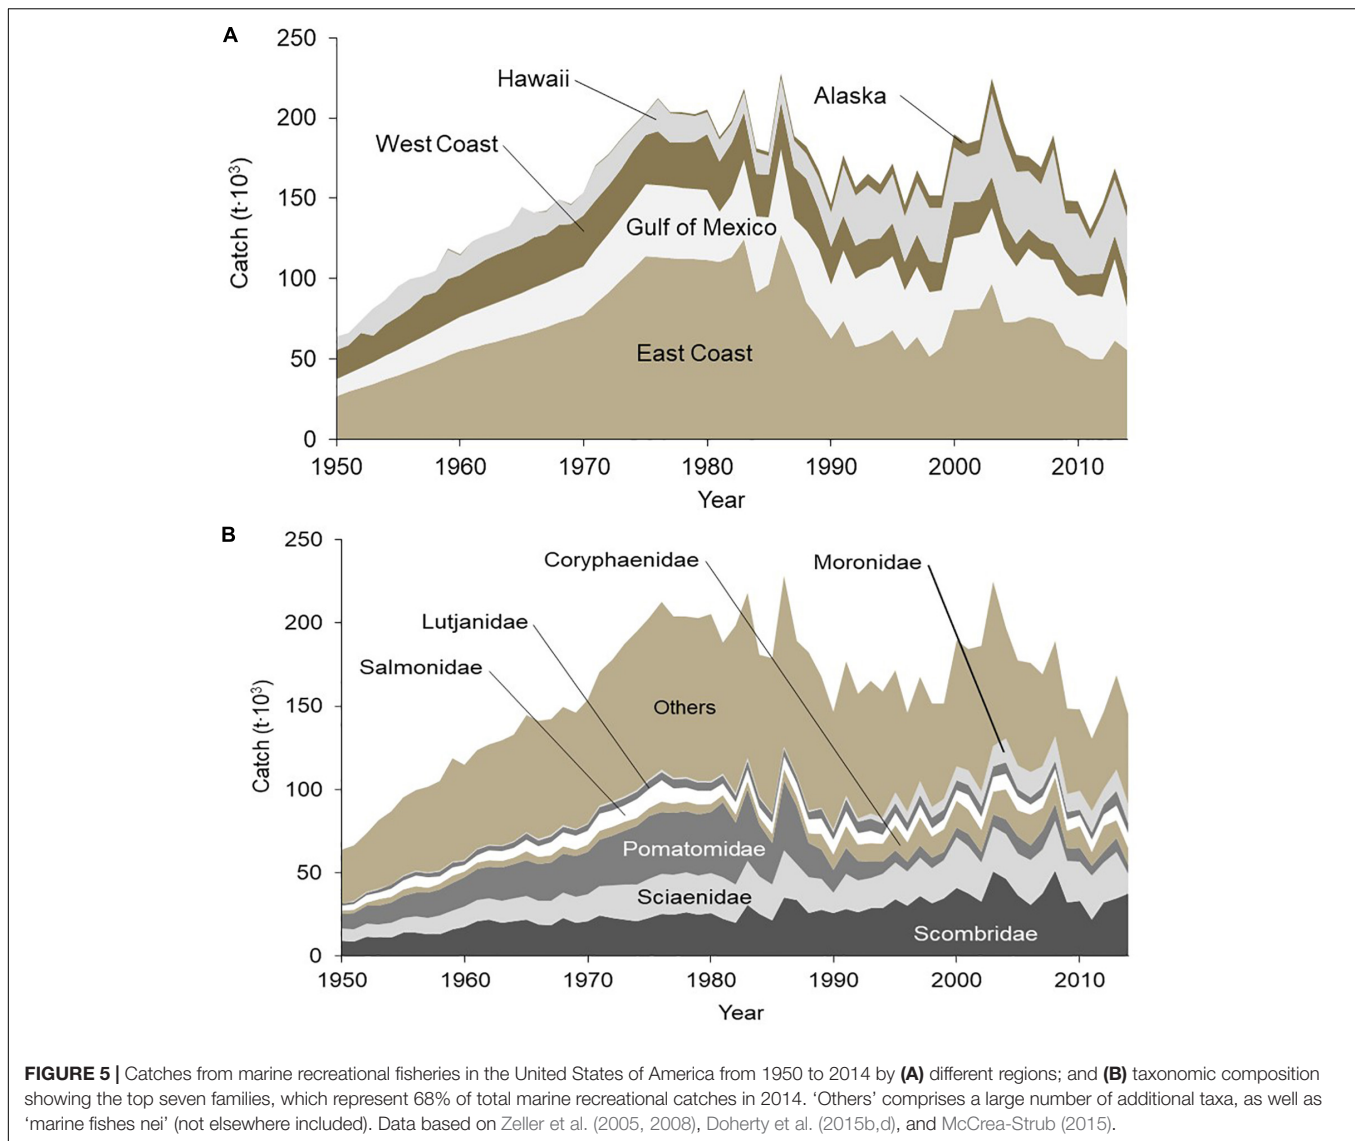 A
250
200
150
100
50
0
Catch (t·10³)
Hawaii
Alaska
West Coast
Gulf of Mexico
East Coast
1950 1960 1970 1980 1990 2000 2010
Year
B
250
200
150
100
50
0
Catch (t·10³)
Coryphaenidae
Moronidae
Lutjanidae
Salmonidae
Others
Pomatomidae
Sciaenidae
Scombridae
1950 1960 1970 1980 1990 2000 2010
Year
FIGURE 5 | Catches from marine recreational fisheries in the United States of America from 1950 to 2014 by (A) different regions; and (B) taxonomic composition
showing the top seven families, which represent 68% of total marine recreational catches in 2014. ‘Others’ comprises a large number of additional taxa, as well as
‘marine fishes nei’ (not elsewhere included). Data based on Zeller et al. (2005, 2008), Doherty et al. (2015b,d), and McCrea-Strub (2015).